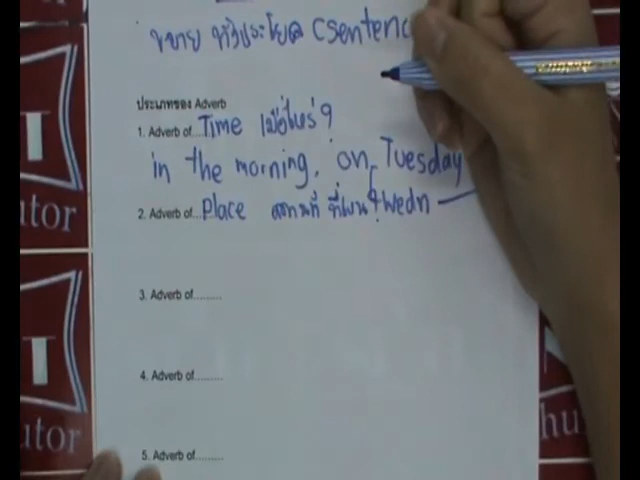 ขยาย ทั้งประโยค (sentenc
ประเภทของ Adverb
1. Adverb of....Time เมื่อไหร่?
in the morning, on Tuesday
2. Adverb of....Place สถานที่ ที่ไหน? Wedn
3. Adverb of.........
4. Adverb of.........
5. Adverb of.........
utor
utor
hu